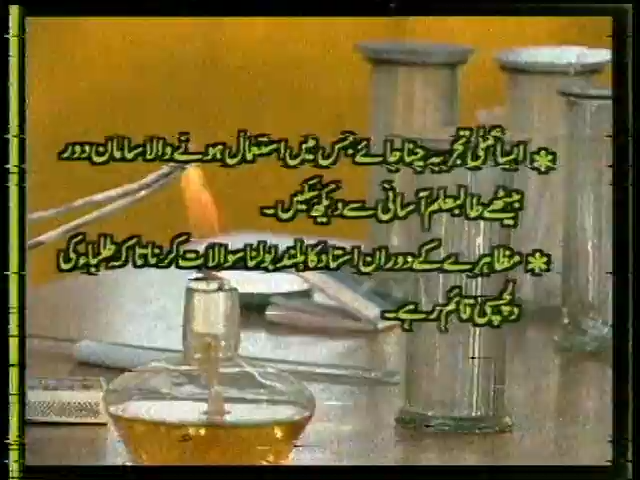 * ایسا عملی تجربہ چنا جائے جس میں استعمال ہونے والا سامان دور
بیٹھے طالبعلم آسانی سے دیکھ سکیں۔
* مظاہرے کے دوران استاد کا بلند بولنا سوالات کرنا تاکہ طلباء کی
دلچسپی قائم رہے۔